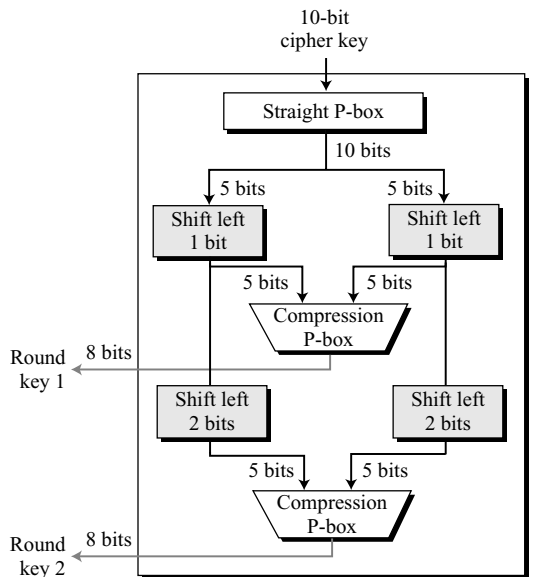 10-bit
cipher key
Straight P-box
10 bits
5 bits
5 bits
Shift left
1 bit
Shift left
1 bit
5 bits
5 bits
Compression
P-box
Round
key 1
8 bits
Shift left
2 bits
Shift left
2 bits
5 bits
5 bits
Compression
P-box
Round
key 2
8 bits